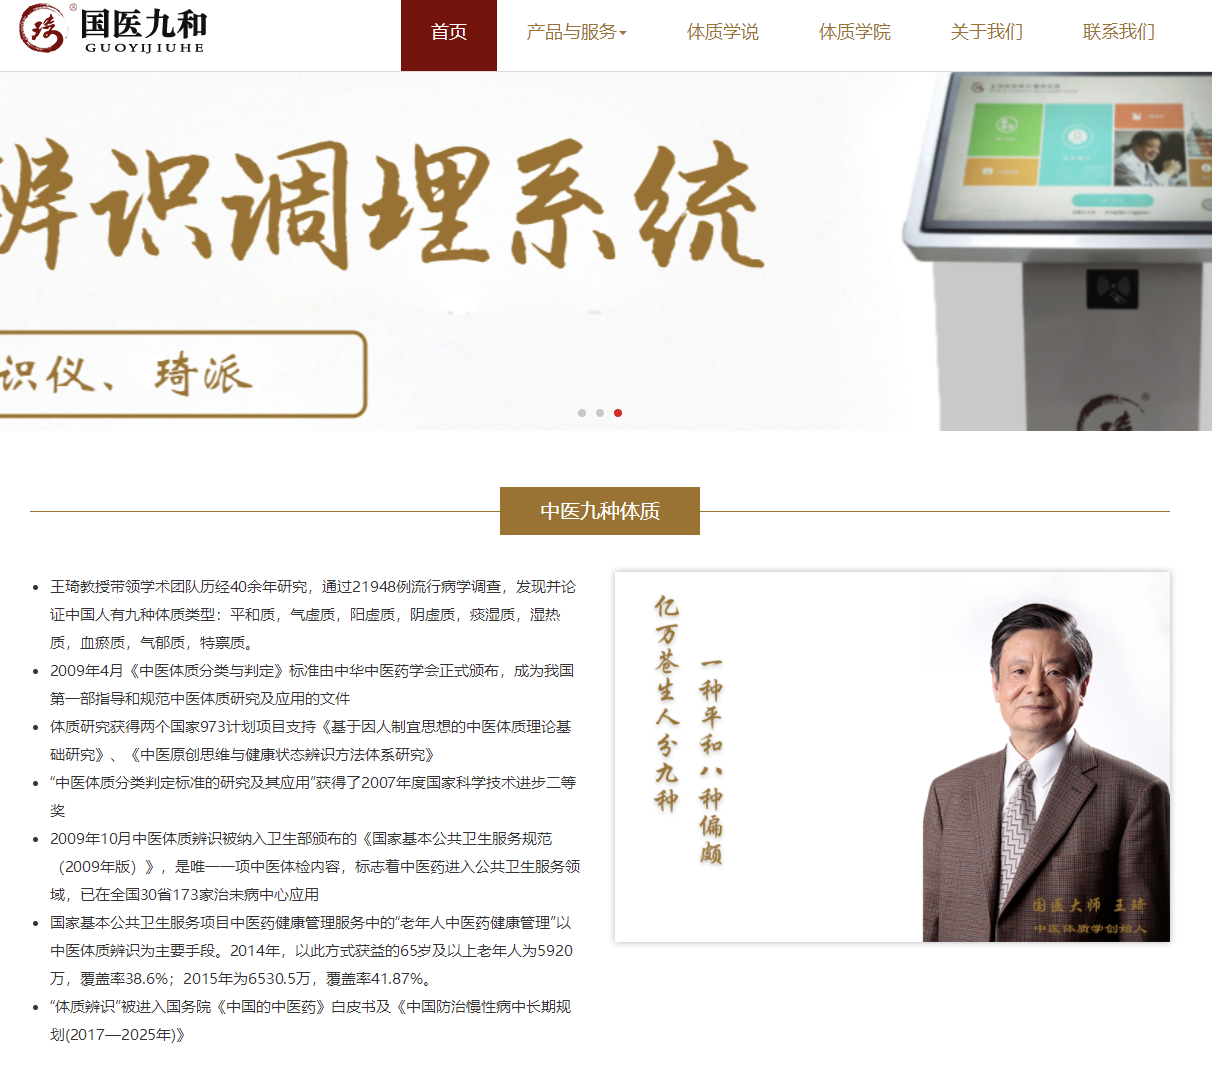 国医九和
GUOYIJIUHE
首页
产品与服务
体质学说
体质学院
关于我们
联系我们
辨识调理系统
识仪、琦派
中医九种体质
王琦教授带领学术团队历经40余年研究，通过21948例流行病学调查，发现并论
证中国人有九种体质类型：平和质，气虚质，阳虚质，阴虚质，痰湿质，湿热
质，血瘀质，气郁质，特禀质。
2009年4月《中医体质分类与判定》标准由中华中医药学会正式颁布，成为我国
第一部指导和规范中医体质研究及应用的文件
体质研究获得两个国家973计划项目支持《基于因人制宜思想的中医体质理论基
础研究》、《中医原创思维与健康状态辨识方法体系研究》
“中医体质分类判定标准的研究及其应用”获得了2007年度国家科学技术进步二等
奖
2009年10月中医体质辨识被纳入卫生部颁布的《国家基本公共卫生服务规范
（2009年版）》，是唯一一项中医体检内容，标志着中医药进入公共卫生服务领
域，已在全国30省173家治未病中心应用
国家基本公共卫生服务项目中医药健康管理服务中的“老年人中医药健康管理”以
中医体质辨识为主要手段。2014年，以此方式获益的65岁及以上老年人为5920
万，覆盖率38.6%；2015年为6530.5万，覆盖率41.87%。
“体质辨识”被进入国务院《中国的中医药》白皮书及《中国防治慢性病中长期规
划(2017—2025年)》
亿万苍生人分九种
一种平和八种偏颇
国医大师 王琦
中医体质学创始人